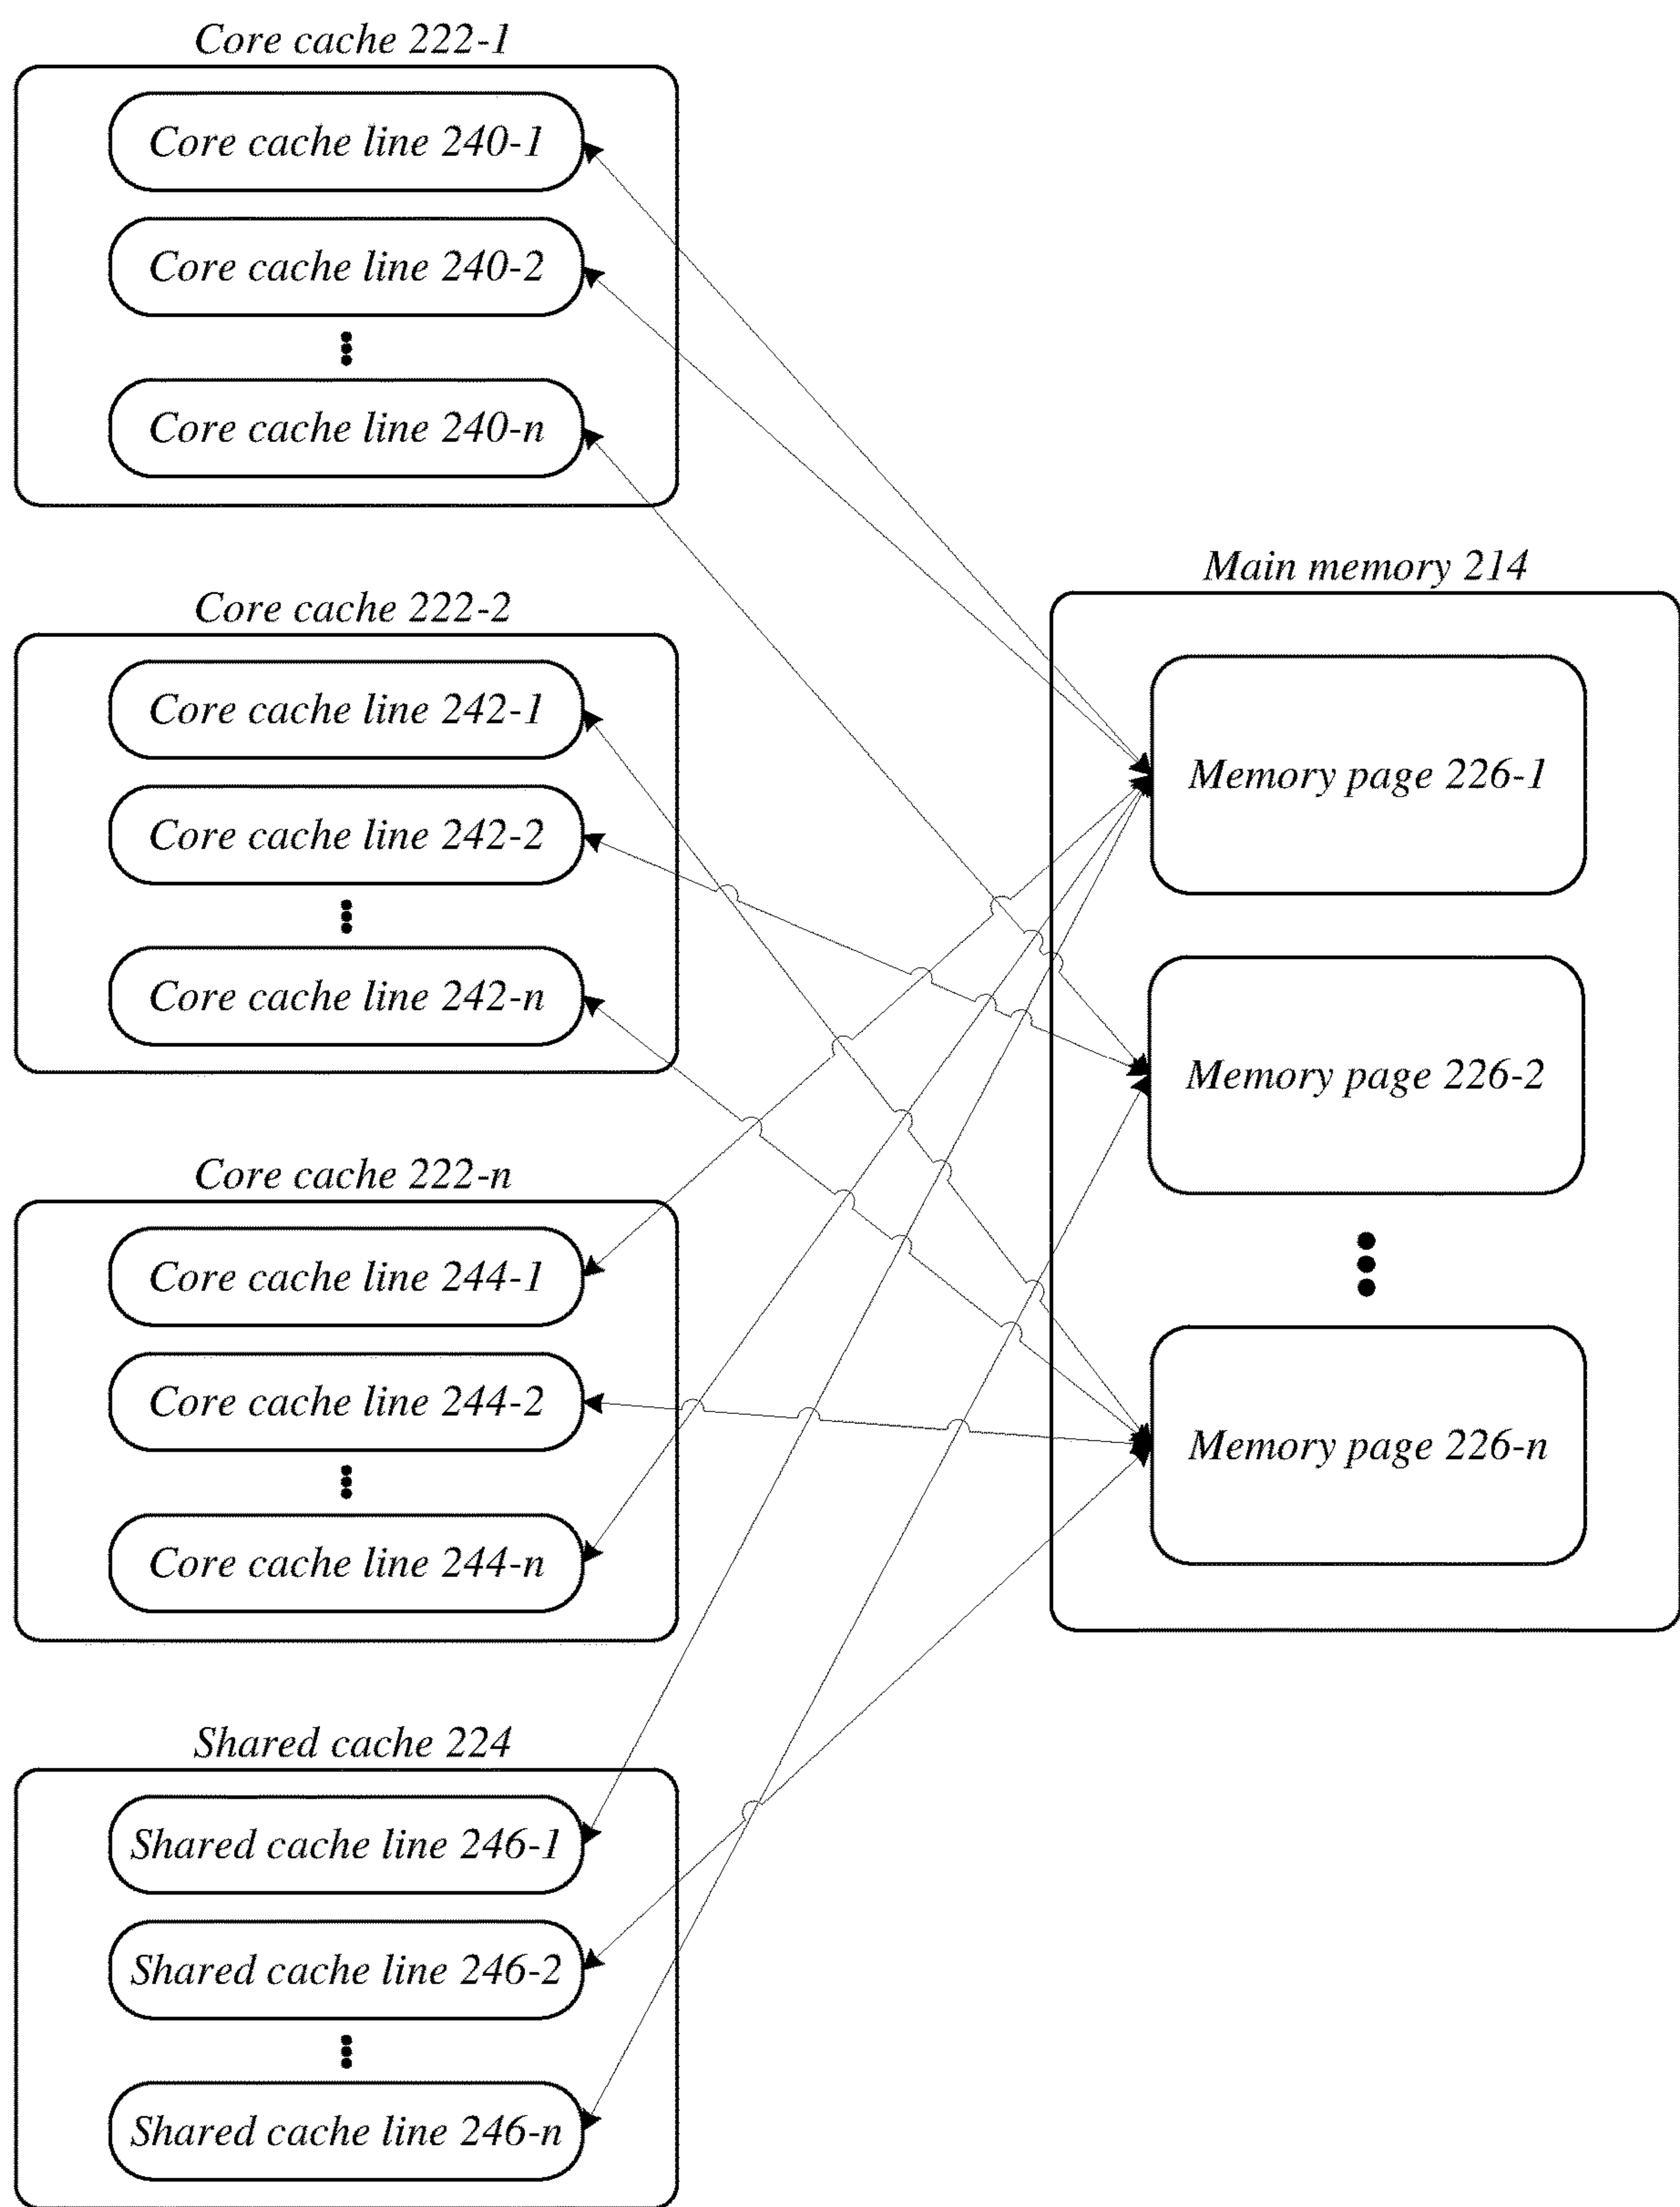 Core cache 222-1
Core cache line 240-1
Core cache line 240-2
Core cache line 240-n
Core cache 222-2
Core cache line 242-1
Core cache line 242-2
Core cache line 242-n
Core cache 222-n
Core cache line 244-1
Core cache line 244-2
Core cache line 244-n
Shared cache 224
Shared cache line 246-1
Shared cache line 246-2
Shared cache line 246-n
Main memory 214
Memory page 226-1
Memory page 226-2
Memory page 226-n